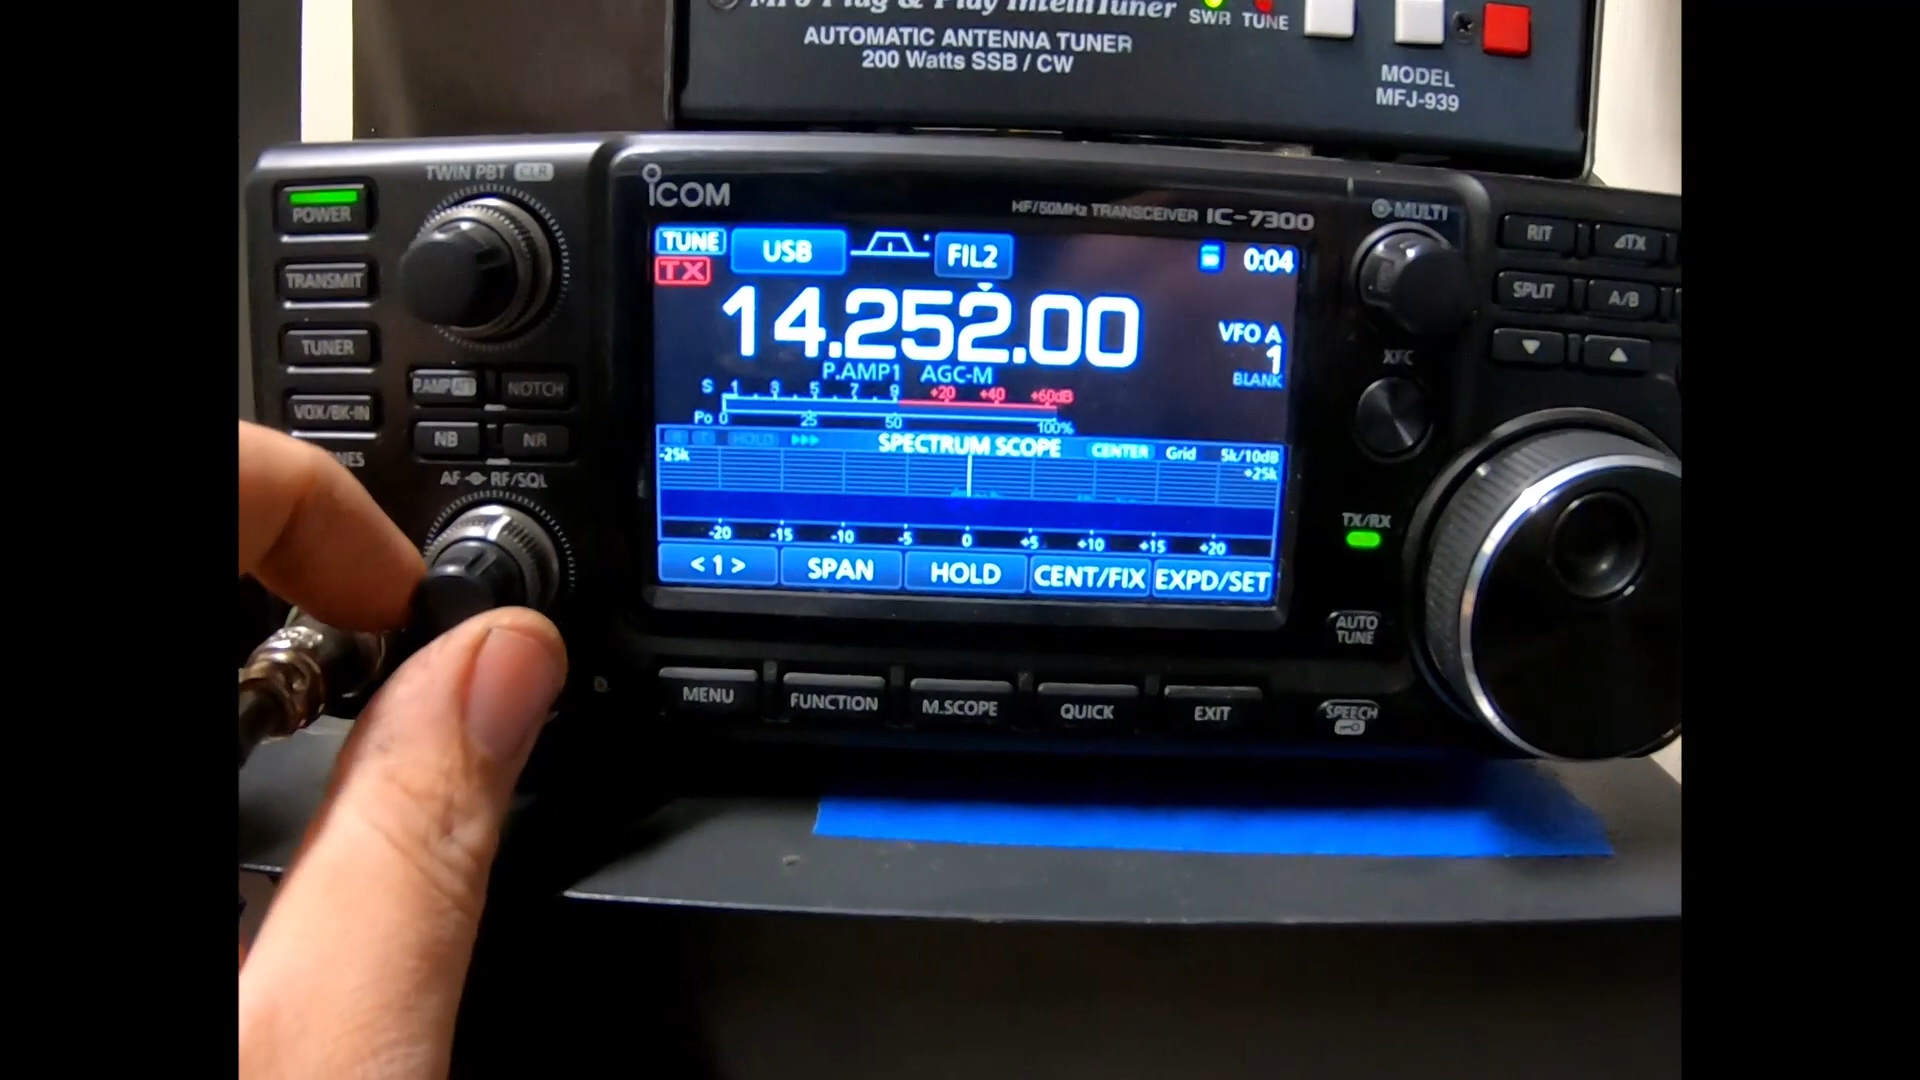 MFJ Plug & Play IntelliTuner
SWR TUNE
AUTOMATIC ANTENNA TUNER
200 Watts SSB / CW
MODEL
MFJ-939
TWIN PBT CLR
ICOM
HF/50MHz TRANSCEIVER IC-7300
MULTI
POWER
TRANSMIT
TUNER
VOX/BK-IN
P.AMP ATT
NOTCH
NB
NR
AF RF/SQL
TUNE
USB
FIL2
0:04
TX
14.252.00
VFO A
1
BLANK
P.AMP1 AGC-M
S 1 3 5 7 9 +20 +40 +60dB
Po 0 25 50 100%
HOLD
SPECTRUM SCOPE
CENTER Grid 5k/10dB
-25k
+25k
-20 -15 -10 -5 0 +5 +10 +15 +20
< 1 >
SPAN
HOLD
CENT/FIX
EXPD/SET
RIT
ΔTX
SPLIT
A/B
XFC
TX/RX
AUTO
TUNE
SPEECH
MENU
FUNCTION
M.SCOPE
QUICK
EXIT